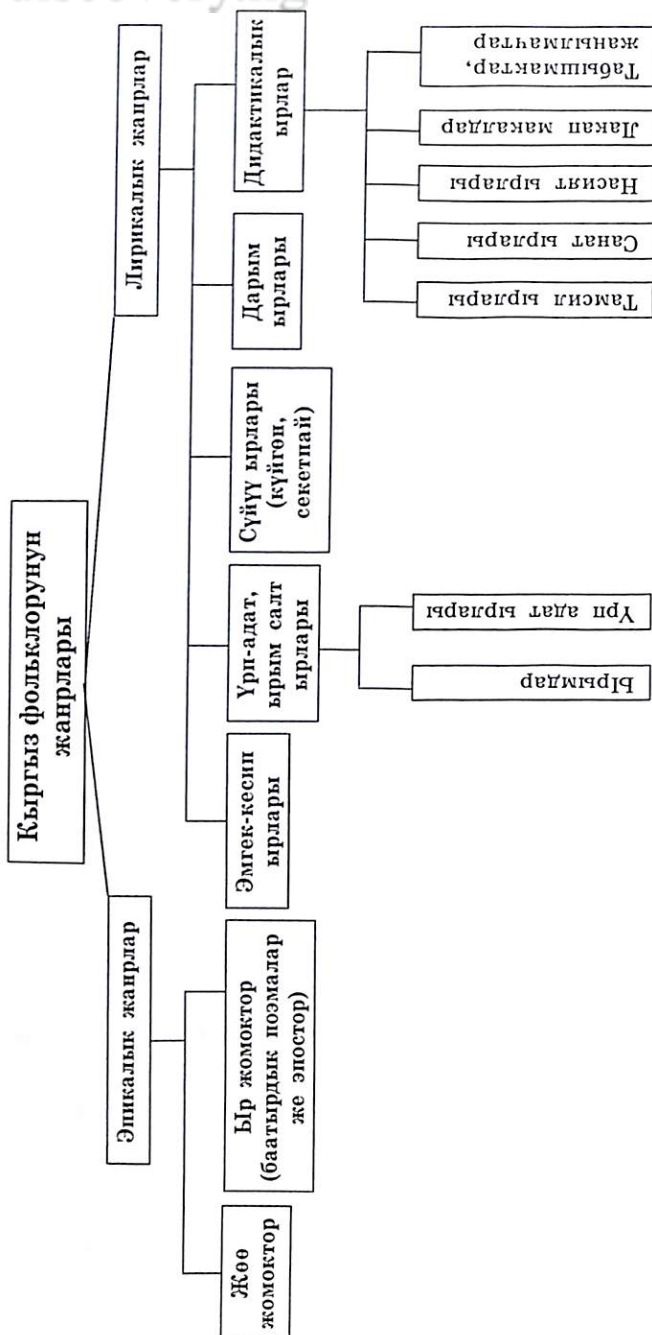 Кыргыз фольклорунун
жанрлары
Эпикалык жанрлар
Лирикалык жанрлар
Жөө
жомоктор
Ыр жомоктор
(баатырдык поэмалар
же эпостор)
Эмгек-кесип
ырлары
Үрп-адат,
ырым салт
ырлары
Сүйүү ырлары
(күйгөн,
секетпай)
Дарым
ырлары
Дидактикалык
ырлар
Ырымдар
Үрп адат ырлары
Тамсил ырлары
Санат ырлары
Насият ырлары
Лакап макалдар
Табышмактар,
жаңылмачтар